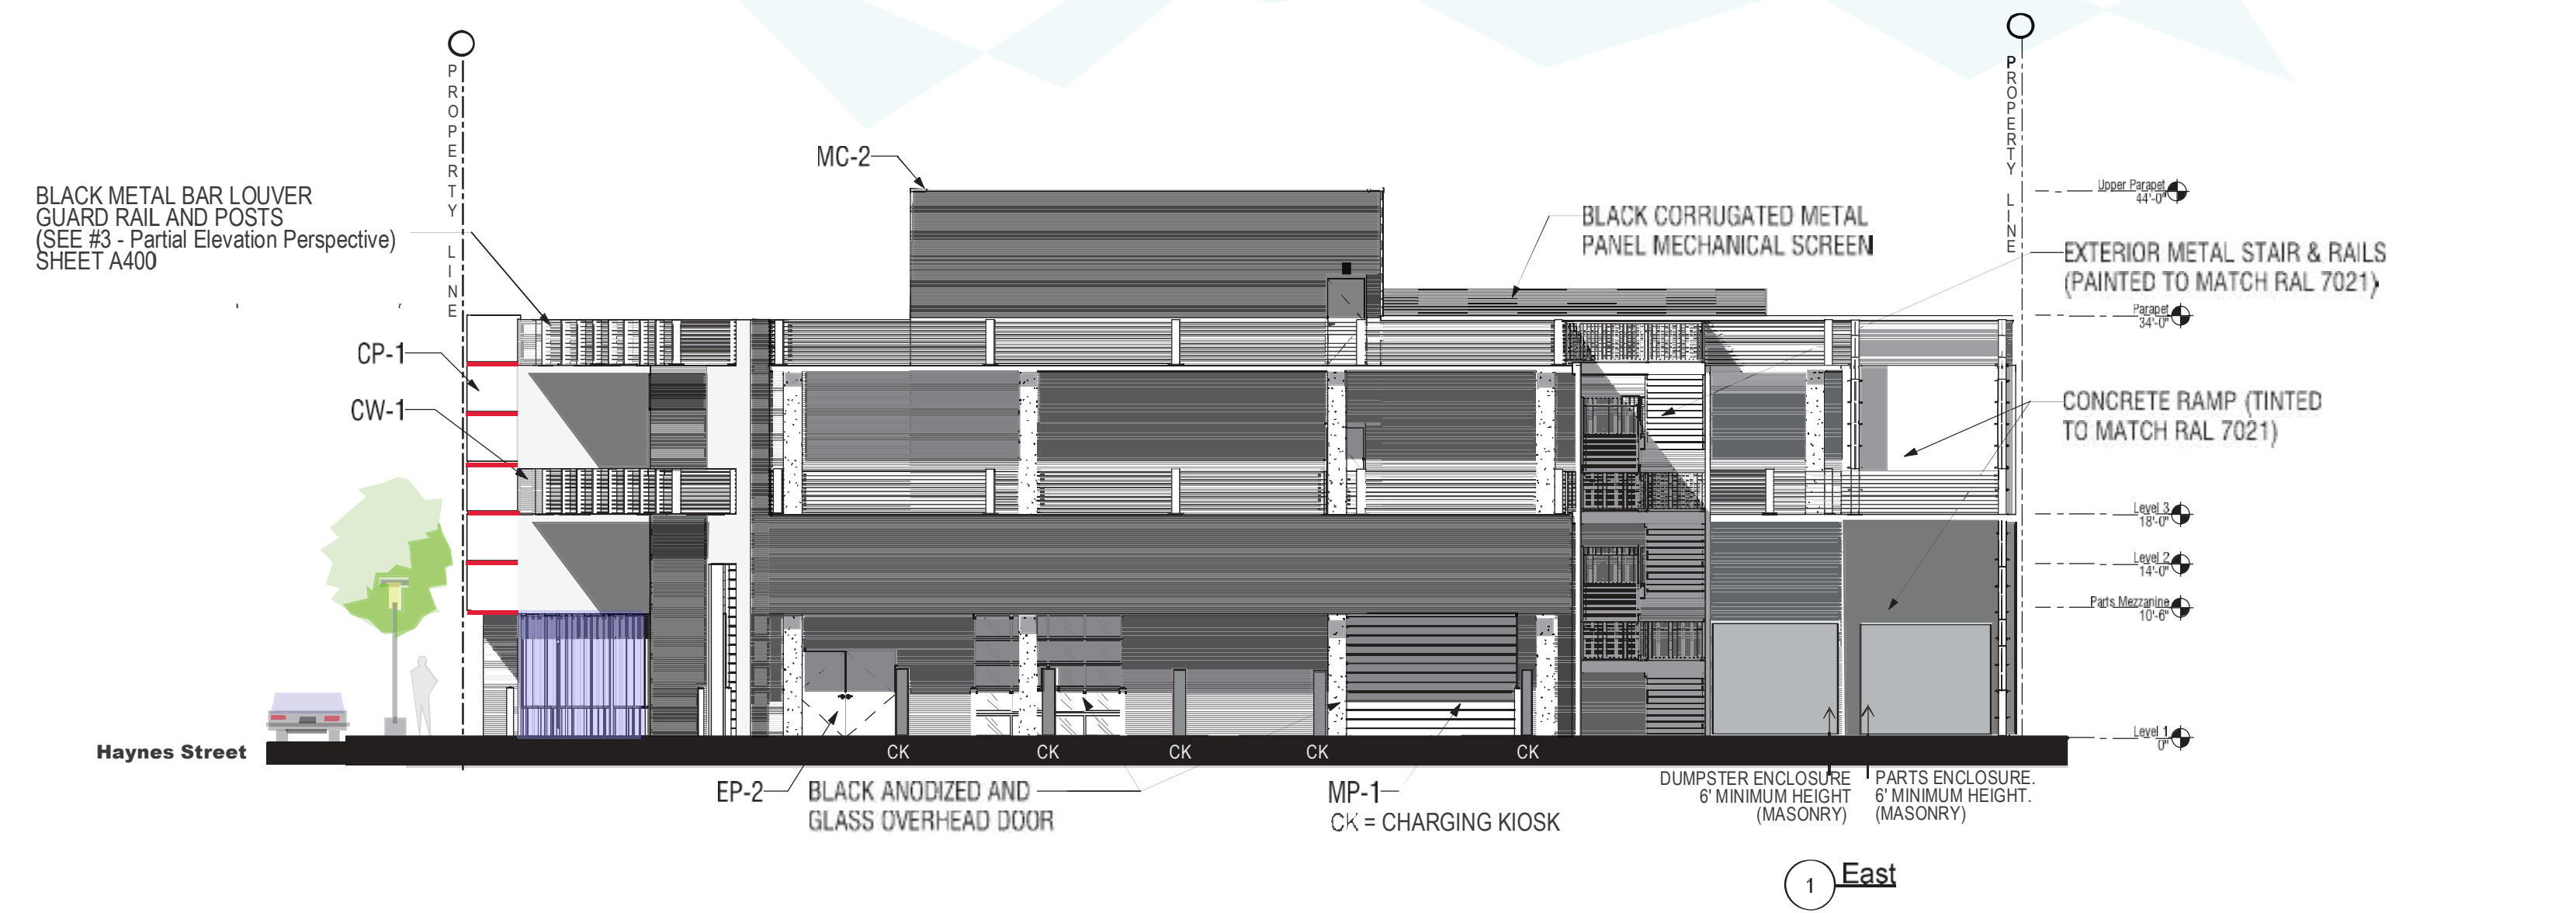 PROPERTY LINE
PROPERTY LINE
MC-2
BLACK METAL BAR LOUVER
GUARD RAIL AND POSTS
(SEE #3 - Partial Elevation Perspective)
SHEET A400
Upper Parapet
44'-0"
BLACK CORRUGATED METAL
PANEL MECHANICAL SCREEN
EXTERIOR METAL STAIR & RAILS
(PAINTED TO MATCH RAL 7021)
Parapet
34'-0"
CP-1
CW-1
CONCRETE RAMP (TINTED
TO MATCH RAL 7021)
Level 3
18'-0"
Level 2
14'-0"
Parts Mezzanine
10'-6"
Level 1
0"
Haynes Street
CK CK CK CK CK
EP-2
BLACK ANODIZED AND
GLASS OVERHEAD DOOR
MP-1
CK = CHARGING KIOSK
DUMPSTER ENCLOSURE
6' MINIMUM HEIGHT
(MASONRY)
PARTS ENCLOSURE.
6' MINIMUM HEIGHT.
(MASONRY)
1 East